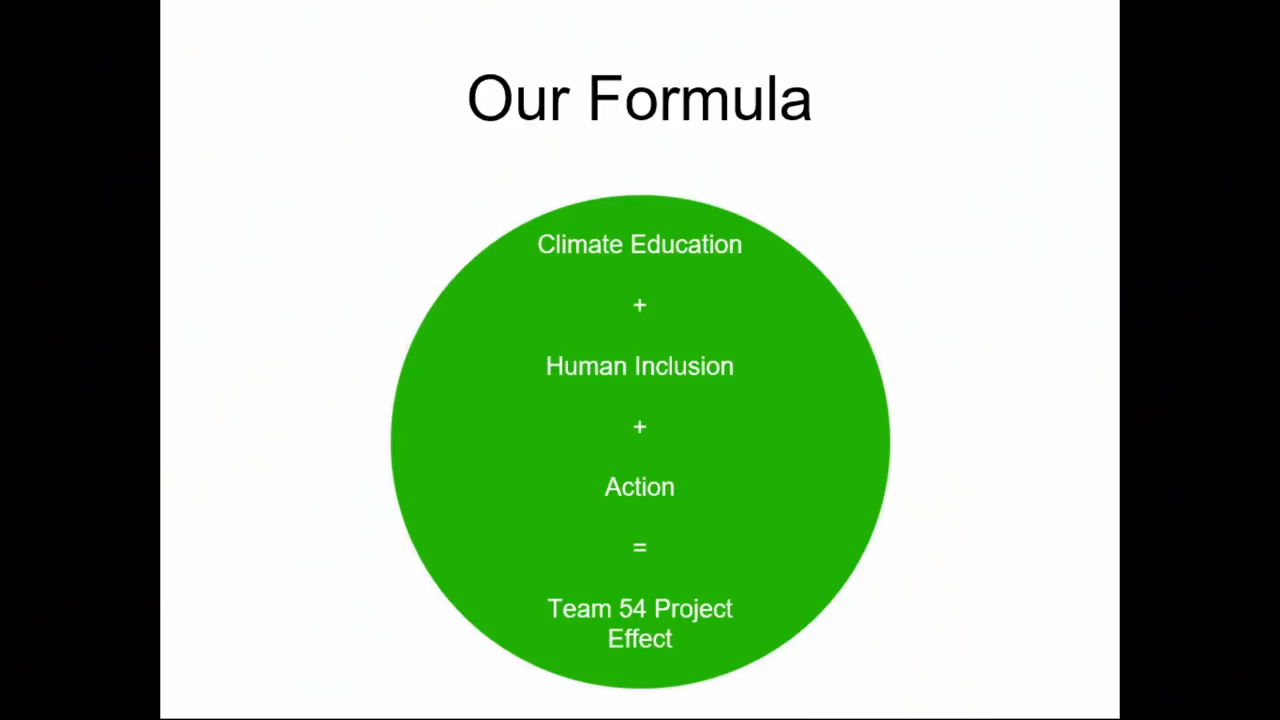 Our Formula
Climate Education
+
Human Inclusion
+
Action
=
Team 54 Project
Effect